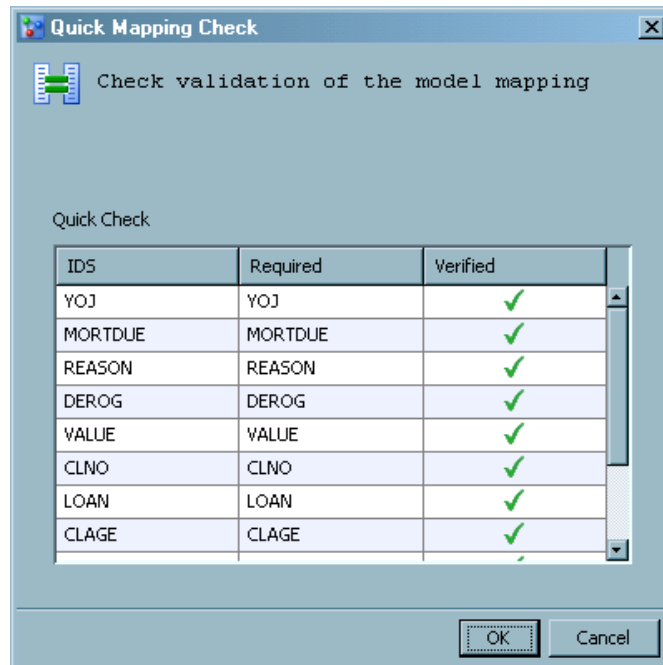 Quick Mapping Check
Check validation of the model mapping
Quick Check
IDS Required Verified
YOJ YOJ
MORTDUE MORTDUE
REASON REASON
DEROG DEROG
VALUE VALUE
CLNO CLNO
LOAN LOAN
CLAGE CLAGE
OK Cancel